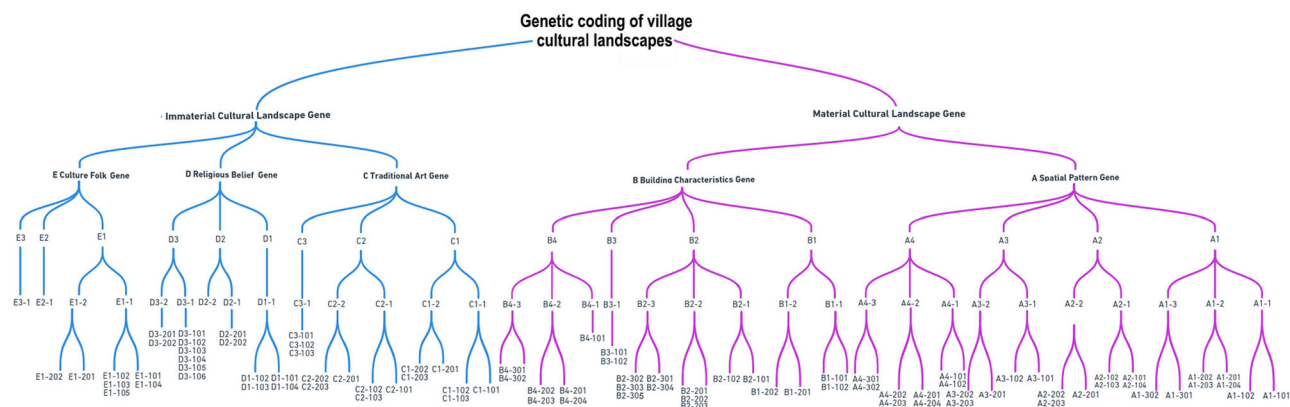 Genetic coding of village
cultural landscapes
Immaterial Cultural Landscape Gene
Material Cultural Landscape Gene
E Culture Folk Gene
D Religious Belief Gene
C Traditional Art Gene
B Building Characteristics Gene
A Spatial Pattern Gene
E3 E2 E1 D3 D2 D1 C3 C2 C1 B4 B3 B2 B1 A4 A3 A2 A1
E3-1 E2-1 E1-2 E1-1 D3-2 D3-1 D2-2 D2-1 D1-1 C3-1 C2-2 C2-1 C1-2 C1-1 B4-3 B4-2 B4-1 B3-1 B2-3 B2-2 B2-1 B1-2 B1-1 A4-3 A4-2 A4-1 A3-2 A3-1 A2-2 A2-1 A1-3 A1-2 A1-1
E1-202 E1-201
E1-102 E1-101
E1-103 E1-104
E1-105
D3-201
D3-202
D3-101
D3-102
D3-103
D3-104
D3-105
D3-106
D2-201
D2-202
D1-102 D1-101
D1-103 D1-104
C3-101
C3-102
C3-103
C2-202 C2-201
C2-203
C2-102 C2-101
C2-103
C1-202 C1-201
C1-203
C1-102 C1-101
C1-103
B4-301
B4-302
B4-202 B4-201
B4-203 B4-204
B4-101
B3-101
B3-102
B2-302 B2-301
B2-303 B2-304
B2-305
B2-201
B2-202
B2-203
B2-102 B2-101
B1-202 B1-201
B1-101
B1-102
A4-301
A4-302
A4-202 A4-201
A4-203 A4-204
A4-101
A4-102
A3-202 A3-201
A3-203
A3-102 A3-101
A2-202 A2-201
A2-203
A2-102 A2-101
A2-103 A2-104
A1-302 A1-301
A1-202 A1-201
A1-203 A1-204
A1-102 A1-101